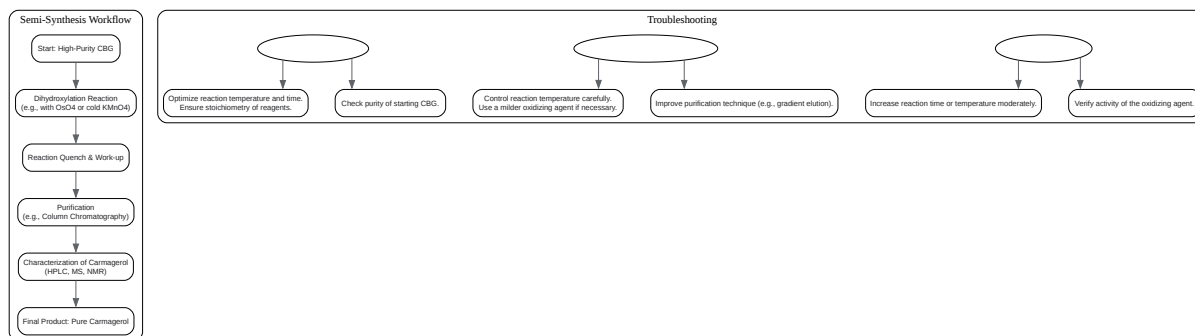 Semi-Synthesis Workflow
Start: High-Purity CBG
Dihydroxylation Reaction
(e.g., with OsO4 or cold KMnO4)
Reaction Quench & Work-up
Purification
(e.g., Column Chromatography)
Characterization of Carmagerol
(HPLC, MS, NMR)
Final Product: Pure Carmagerol
Troubleshooting
Optimize reaction temperature and time.
Ensure stoichiometry of reagents.
Check purity of starting CBG.
Control reaction temperature carefully.
Use a milder oxidizing agent if necessary.
Improve purification technique (e.g., gradient elution).
Increase reaction time or temperature moderately.
Verify activity of the oxidizing agent.